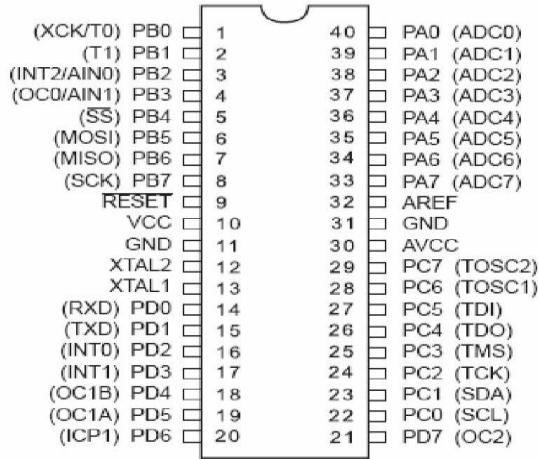 (XCK/T0) PB0 1 40 PA0 (ADC0)
(T1) PB1 2 39 PA1 (ADC1)
(INT2/AIN0) PB2 3 38 PA2 (ADC2)
(OC0/AIN1) PB3 4 37 PA3 (ADC3)
(S̅S̅) PB4 5 36 PA4 (ADC4)
(MOSI) PB5 6 35 PA5 (ADC5)
(MISO) PB6 7 34 PA6 (ADC6)
(SCK) PB7 8 33 PA7 (ADC7)
R̅E̅S̅E̅T̅ 9 32 AREF
VCC 10 31 GND
GND 11 30 AVCC
XTAL2 12 29 PC7 (TOSC2)
XTAL1 13 28 PC6 (TOSC1)
(RXD) PD0 14 27 PC5 (TDI)
(TXD) PD1 15 26 PC4 (TDO)
(INT0) PD2 16 25 PC3 (TMS)
(INT1) PD3 17 24 PC2 (TCK)
(OC1B) PD4 18 23 PC1 (SDA)
(OC1A) PD5 19 22 PC0 (SCL)
(ICP1) PD6 20 21 PD7 (OC2)